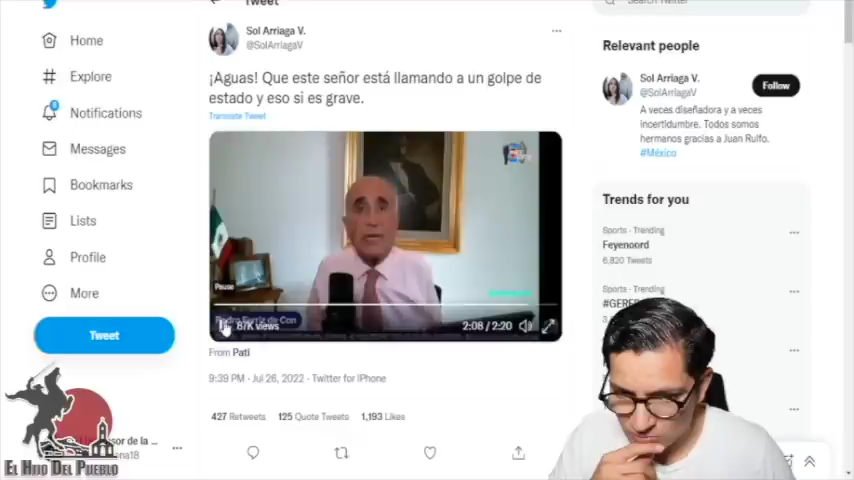 Tweet
Search Twitter
Home
Explore
Notifications
Messages
Bookmarks
Lists
Profile
More
Tweet
Sol Arriaga V.
@SolArriagaV
¡Aguas! Que este señor está llamando a un golpe de
estado y eso si es grave.
Translate Tweet
Pause
87K views
2:08 / 2:20
From Pati
9:39 PM · Jul 26, 2022 · Twitter for iPhone
427 Retweets 125 Quote Tweets 1,193 Likes
Relevant people
Sol Arriaga V.
@SolArriagaV
Follow
A veces diseñadora y a veces
incertidumbre. Todos somos
hermanos gracias a Juan Rulfo.
#México
Trends for you
Sports · Trending
Feyenoord
6,820 Tweets
Sports · Trending
EL HIJO DEL PUEBLO